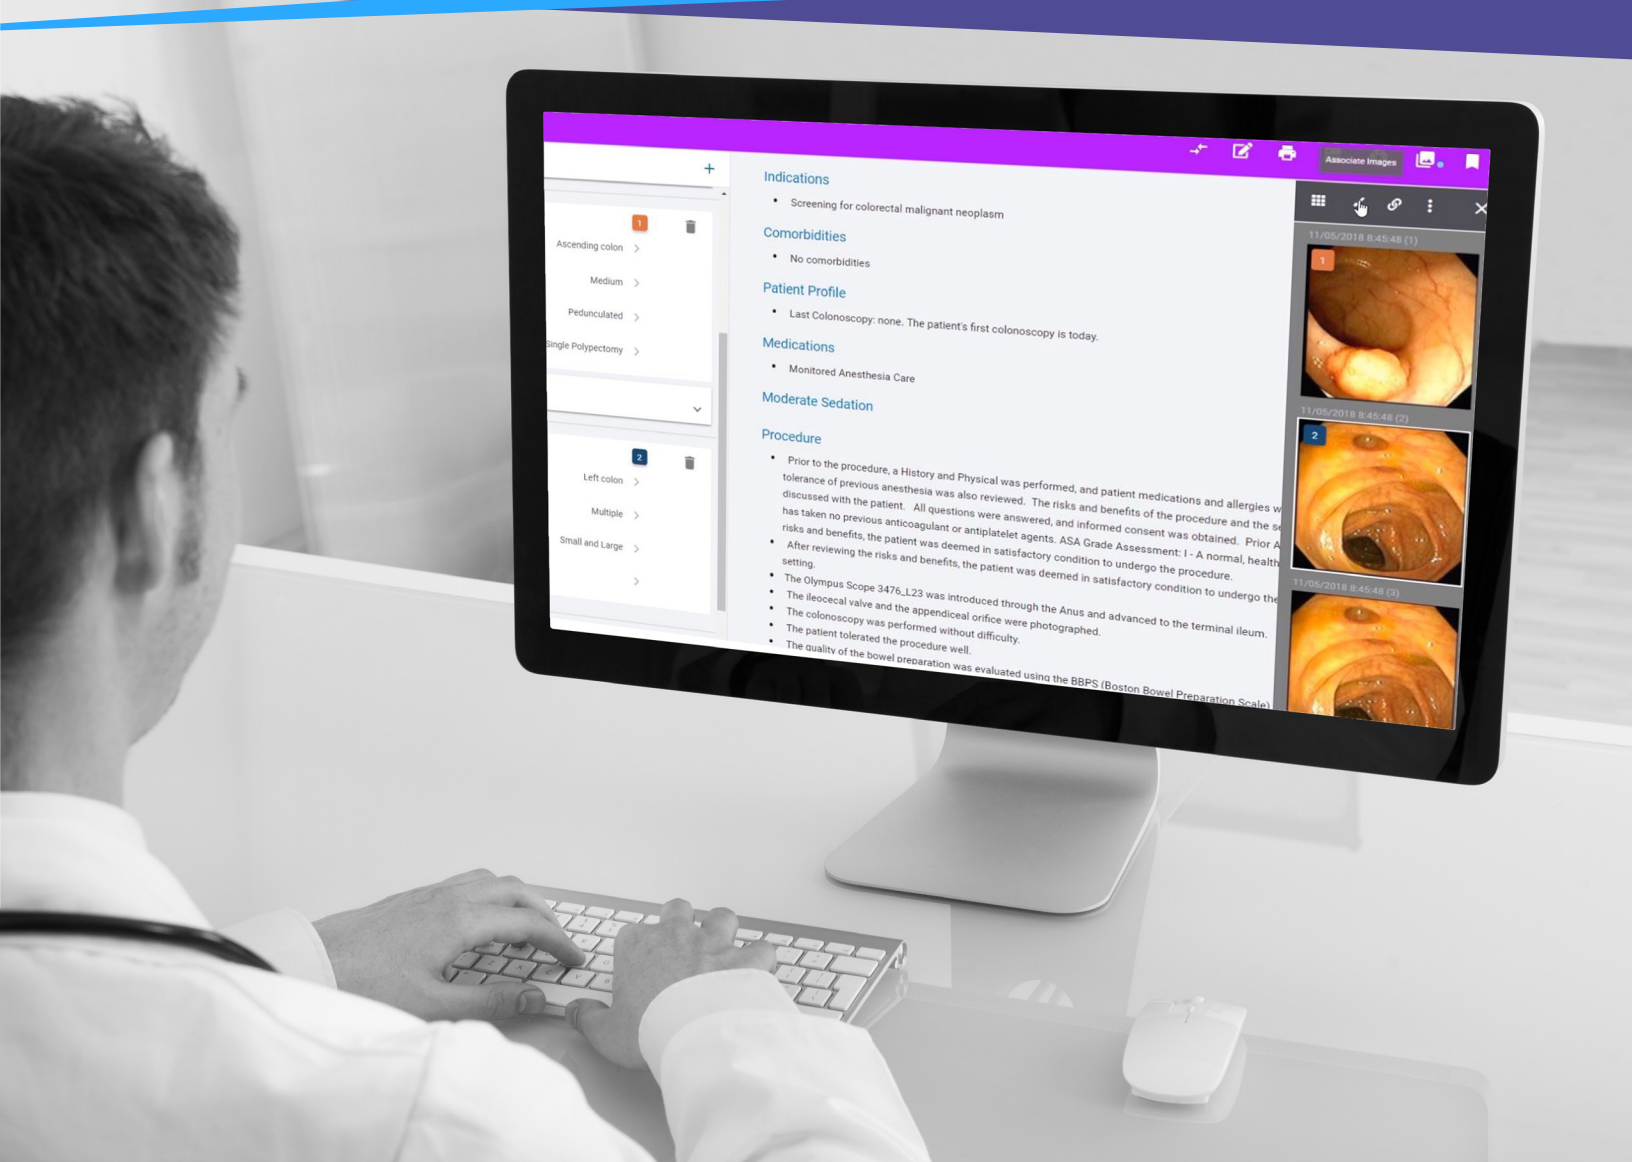 Associate Images
+
1
Ascending colon >
Medium >
Pedunculated >
Single Polypectomy >
2
Left colon >
Multiple >
Small and Large >
>
Indications
• Screening for colorectal malignant neoplasm
Comorbidities
• No comorbidities
Patient Profile
• Last Colonoscopy: none. The patient's first colonoscopy is today.
Medications
• Monitored Anesthesia Care
Moderate Sedation
Procedure
• Prior to the procedure, a History and Physical was performed, and patient medications and allergies w
tolerance of previous anesthesia was also reviewed. The risks and benefits of the procedure and the se
discussed with the patient. All questions were answered, and informed consent was obtained. Prior A
has taken no previous anticoagulant or antiplatelet agents. ASA Grade Assessment: I - A normal, health
risks and benefits, the patient was deemed in satisfactory condition to undergo the procedure.
• After reviewing the risks and benefits, the patient was deemed in satisfactory condition to undergo the
setting.
• The Olympus Scope 3476_L23 was introduced through the Anus and advanced to the terminal ileum.
• The ileocecal valve and the appendiceal orifice were photographed.
• The colonoscopy was performed without difficulty.
• The patient tolerated the procedure well.
• The quality of the bowel preparation was evaluated using the BBPS (Boston Bowel Preparation Scale)
11/05/2018 8:45:48 (1)
1
11/05/2018 8:45:48 (2)
2
11/05/2018 8:45:48 (3)